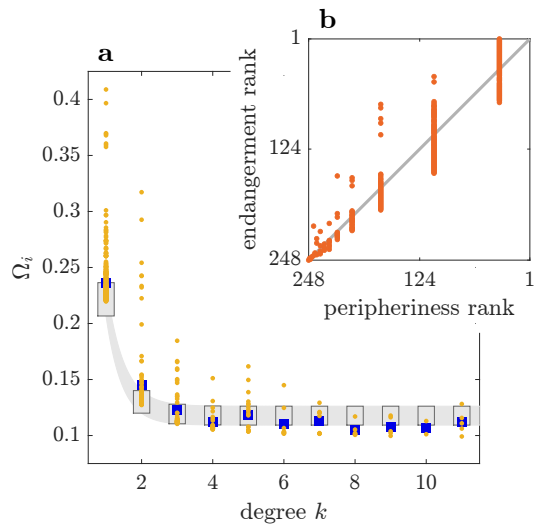 a
b
0.4
0.35
0.3
0.25
0.2
0.15
0.1
Ω_i
2 4 6 8 10
degree k
1
124
248
endangerment rank
248 124 1
peripheriness rank